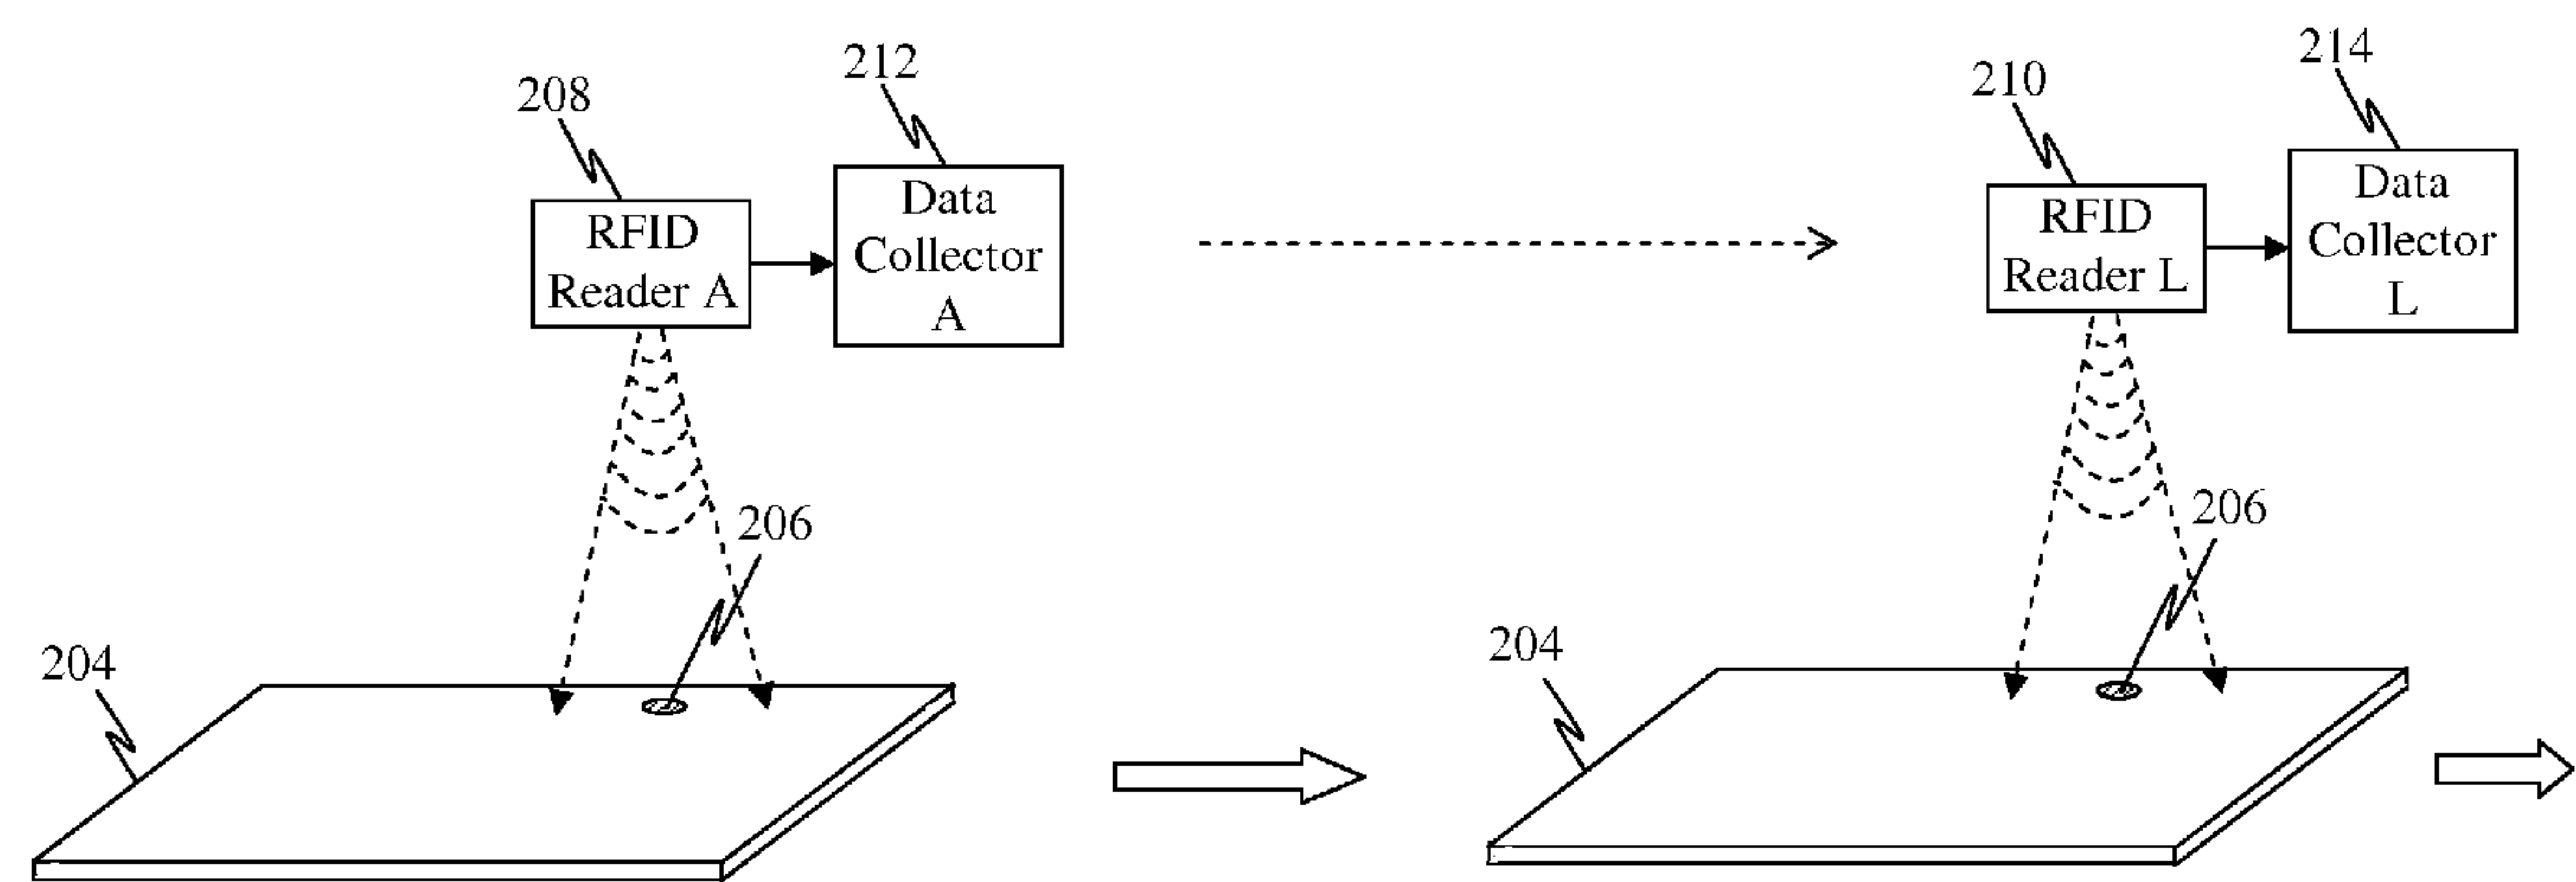 208
212
RFID
Reader A
Data
Collector
A
206
204
210
214
RFID
Reader L
Data
Collector
L
206
204